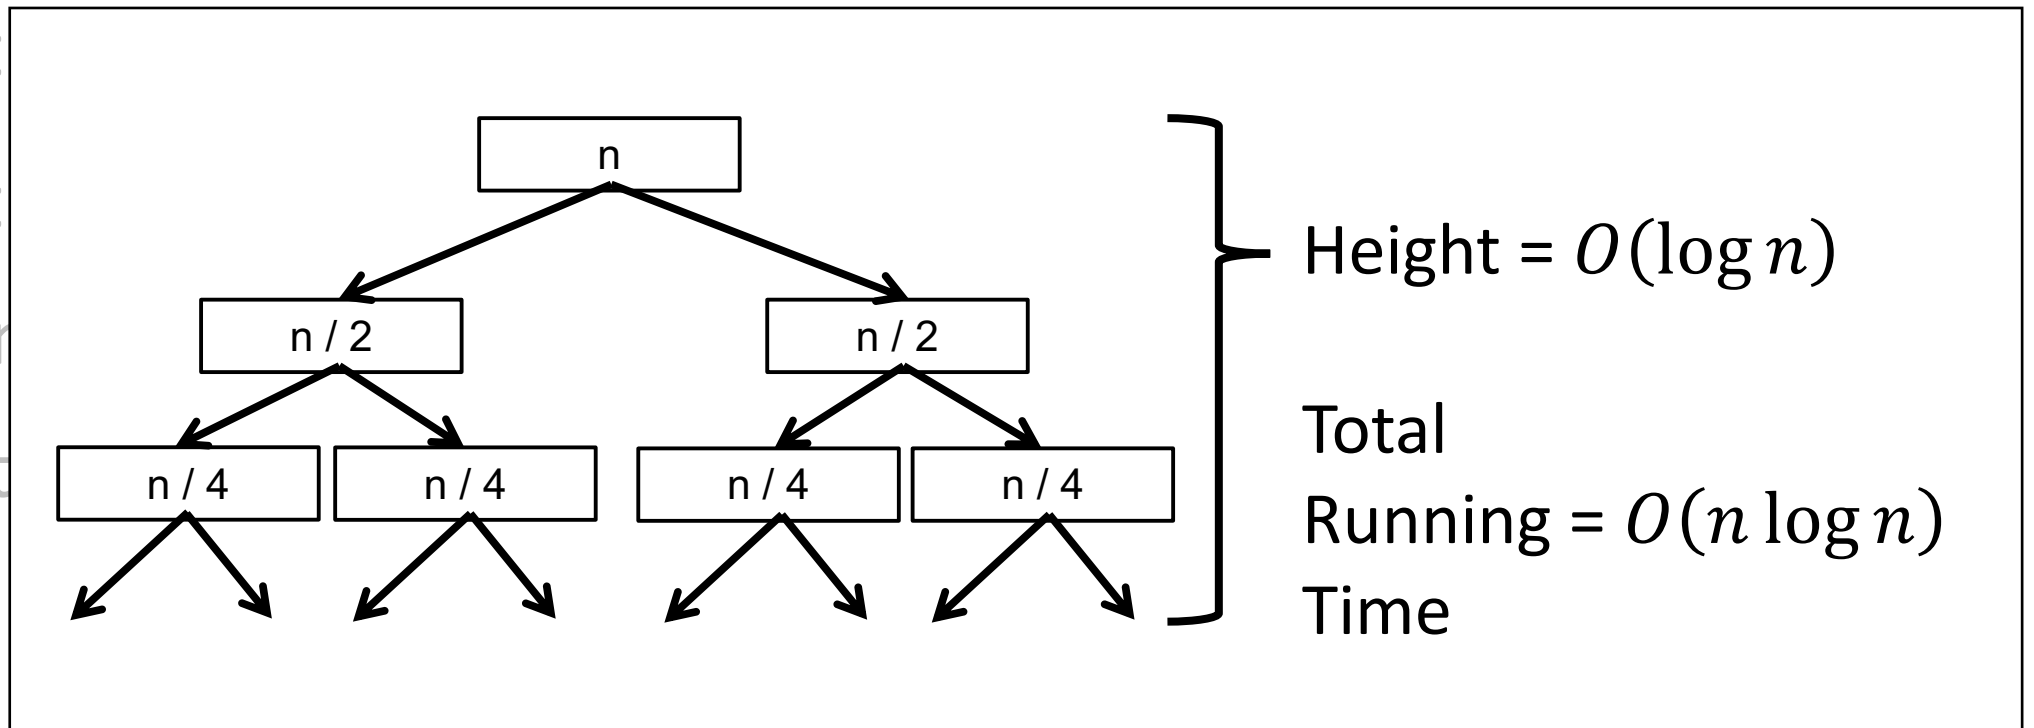 n
n / 2
n / 2
n / 4
n / 4
n / 4
n / 4
Height = O(log n)
Total
Running = O(n log n)
Time